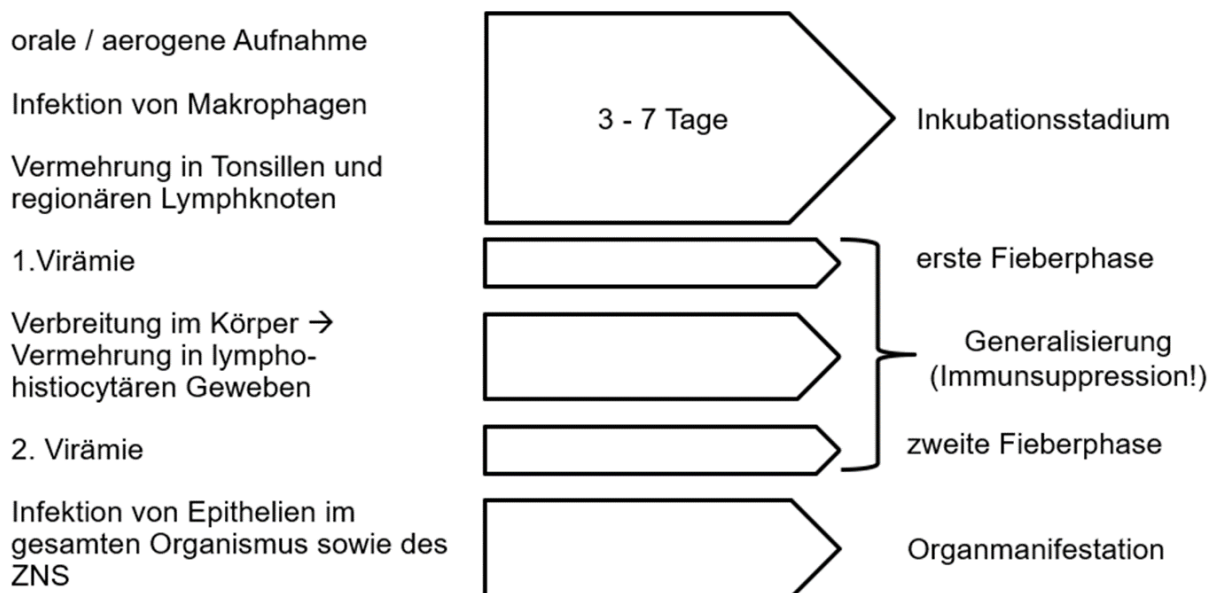 orale / aerogene Aufnahme
Infektion von Makrophagen
3 - 7 Tage
Inkubationsstadium
Vermehrung in Tonsillen und
regionären Lymphknoten
1.Virämie
erste Fieberphase
Verbreitung im Körper →
Vermehrung in lympho-
histiocytären Geweben
Generalisierung
(Immunsuppression!)
2. Virämie
zweite Fieberphase
Infektion von Epithelien im
gesamten Organismus sowie des
ZNS
Organmanifestation